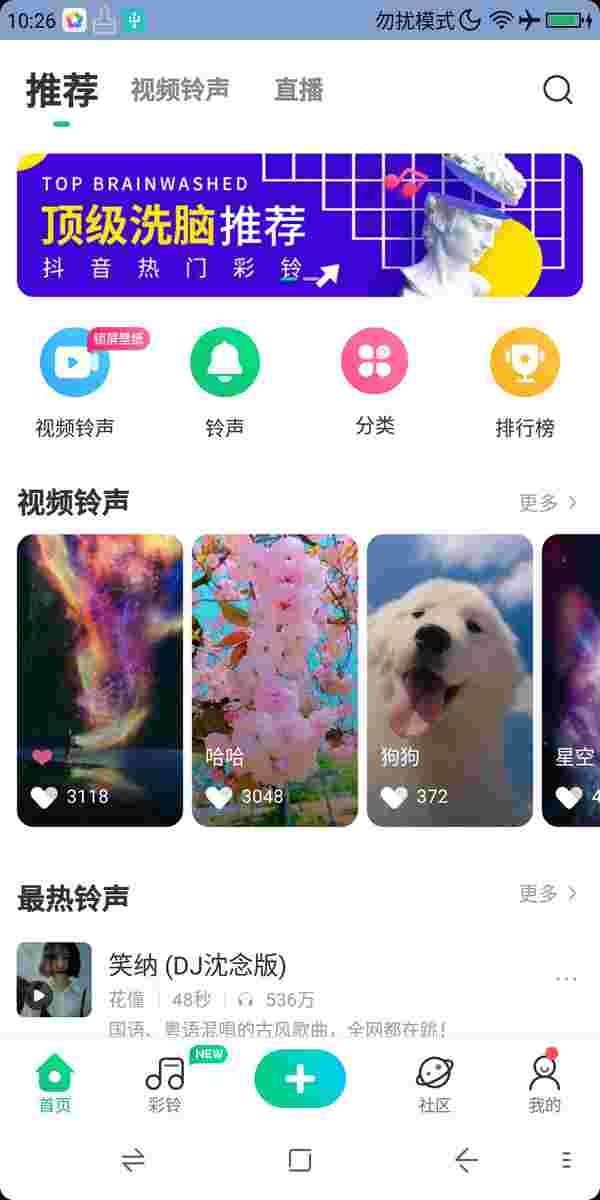 10:26
勿扰模式
推荐 视频铃声 直播
TOP BRAINWASHED
顶级洗脑推荐
抖音热门彩铃
锁屏壁纸
视频铃声 铃声 分类 排行榜
视频铃声 更多
哈哈 狗狗 星空
3118 3048 372 4
最热铃声 更多
笑纳 (DJ沈念版)
花僮 48秒 536万
国语、粤语混唱的古风歌曲，全网都在跳！
NEW
首页 彩铃 社区 我的